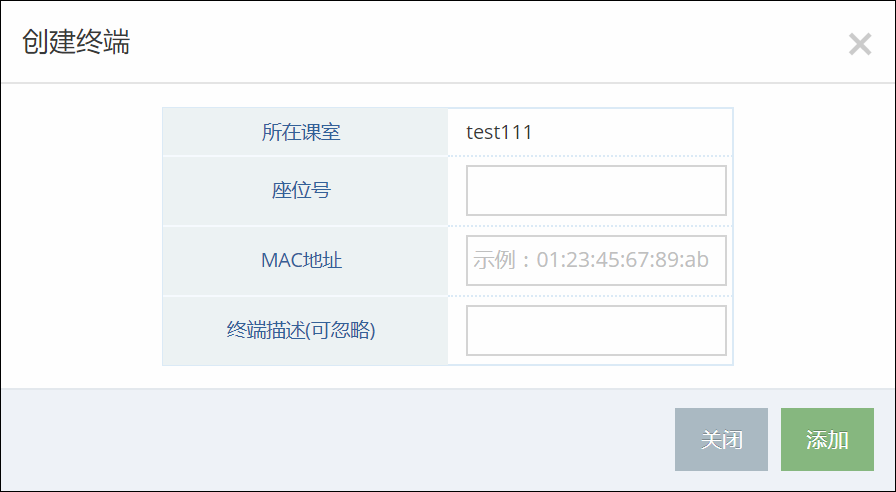 创建终端
所在课室 test111
座位号
MAC地址 示例：01:23:45:67:89:ab
终端描述(可忽略)
关闭 添加